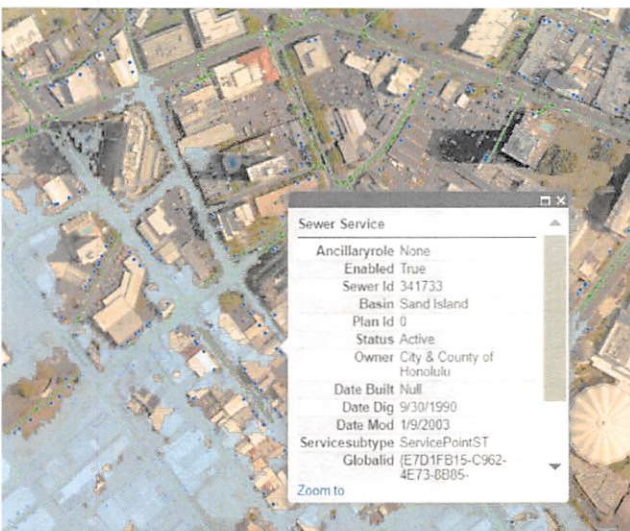 Sewer Service
Ancillaryrole None
Enabled True
Sewer Id 341733
Basin Sand Island
Plan Id 0
Status Active
Owner City & County of
Honolulu
Date Built Null
Date Dig 9/30/1990
Date Mod 1/9/2003
Servicesubtype ServicePointST
Globalid {E7D1FB15-C962-
4E73-8B85-
Zoom to